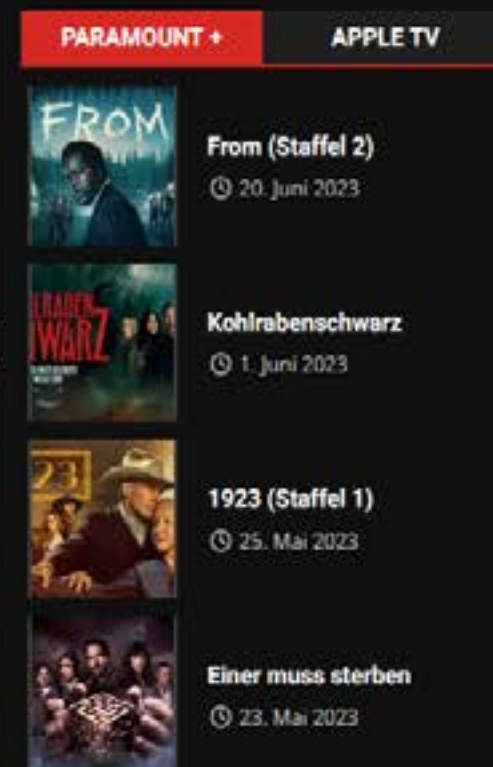 PARAMOUNT + APPLE TV
FROM
From (Staffel 2)
20. Juni 2023
LRABEN
WARZ
Kohlrabenschwarz
1. Juni 2023
23
1923 (Staffel 1)
25. Mai 2023
Einer muss sterben
23. Mai 2023